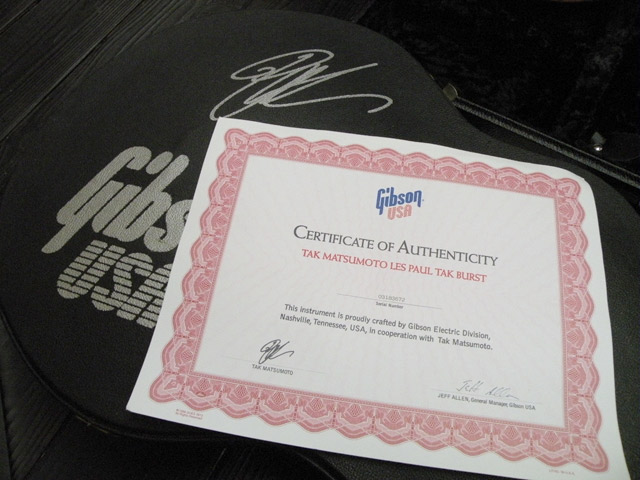 Gibson
USA
Gibson
USA
CERTIFICATE OF AUTHENTICITY
TAK MATSUMOTO LES PAUL TAK BURST
Serial Number
This instrument is proudly crafted by Gibson Electric Division,
Nashville, Tennessee, USA, in cooperation with Tak Matsumoto.
TAK MATSUMOTO
Jeff Allen
JEFF ALLEN, General Manager, Gibson USA